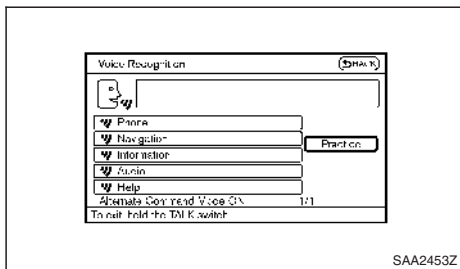 Voice Recognition
BACK
Phone
Navigation
Practice
Information
Audio
Help
Alternate Command Mode ON 1/1
To exit, hold the TALK switch
SAA2453Z